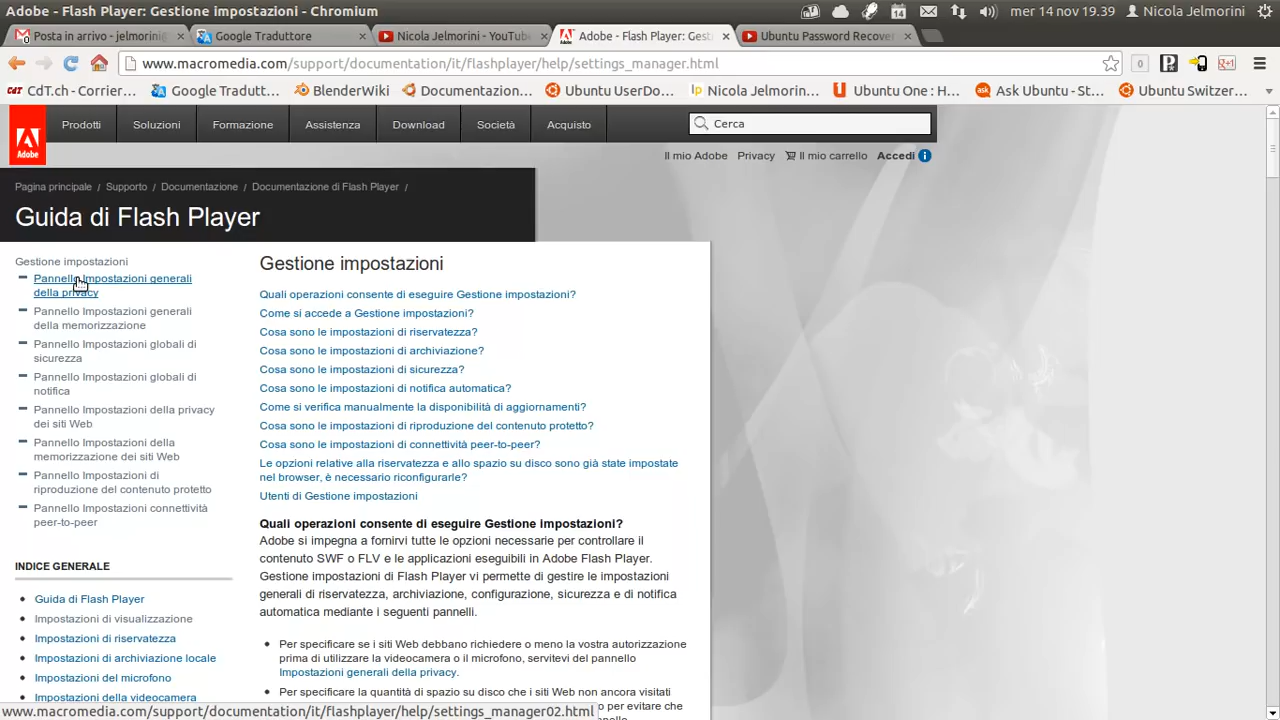 Adobe - Flash Player: Gestione impostazioni - Chromium
14
mer 14 nov 19.39
Nicola Jelmorini
Posta in arrivo - jelmorini@
Google Traduttore
Nicola Jelmorini - YouTube
Adobe - Flash Player: Gest
Ubuntu Password Recover
www.macromedia.com/support/documentation/it/flashplayer/help/settings_manager.html
0
CdT.ch - Corrier...
Google Tradutt...
BlenderWiki
Documentazion...
Ubuntu UserDo...
Nicola Jelmorin...
Ubuntu One : H...
Ask Ubuntu - St...
Ubuntu Switzer...
Adobe
Prodotti
Soluzioni
Formazione
Assistenza
Download
Società
Acquisto
Cerca
Il mio Adobe
Privacy
Il mio carrello
Accedi
Pagina principale / Supporto / Documentazione / Documentazione di Flash Player /
Guida di Flash Player
Gestione impostazioni
Pannello Impostazioni generali
della privacy
Pannello Impostazioni generali
della memorizzazione
Pannello Impostazioni globali di
sicurezza
Pannello Impostazioni globali di
notifica
Pannello Impostazioni della privacy
dei siti Web
Pannello Impostazioni della
memorizzazione dei siti Web
Pannello Impostazioni di
riproduzione del contenuto protetto
Pannello Impostazioni connettività
peer-to-peer
INDICE GENERALE
Guida di Flash Player
Impostazioni di visualizzazione
Impostazioni di riservatezza
Impostazioni di archiviazione locale
Impostazioni del microfono
Impostazioni della videocamera
Gestione impostazioni
Quali operazioni consente di eseguire Gestione impostazioni?
Come si accede a Gestione impostazioni?
Cosa sono le impostazioni di riservatezza?
Cosa sono le impostazioni di archiviazione?
Cosa sono le impostazioni di sicurezza?
Cosa sono le impostazioni di notifica automatica?
Come si verifica manualmente la disponibilità di aggiornamenti?
Cosa sono le impostazioni di riproduzione del contenuto protetto?
Cosa sono le impostazioni di connettività peer-to-peer?
Le opzioni relative alla riservatezza e allo spazio su disco sono già state impostate
nel browser, è necessario riconfigurarle?
Utenti di Gestione impostazioni
Quali operazioni consente di eseguire Gestione impostazioni?
Adobe si impegna a fornirvi tutte le opzioni necessarie per controllare il
contenuto SWF o FLV e le applicazioni eseguibili in Adobe Flash Player.
Gestione impostazioni di Flash Player vi permette di gestire le impostazioni
generali di riservatezza, archiviazione, configurazione, sicurezza e di notifica
automatica mediante i seguenti pannelli.
Per specificare se i siti Web debbano richiedere o meno la vostra autorizzazione
prima di utilizzare la videocamera o il microfono, servitevi del pannello
Impostazioni generali della privacy.
Per specificare la quantità di spazio su disco che i siti Web non ancora visitati
per evitare che
www.macromedia.com/support/documentation/it/flashplayer/help/settings_manager02.html